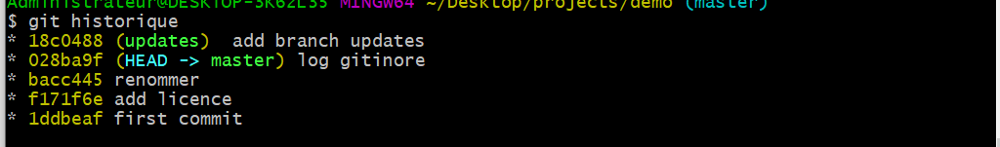 Administrateur@DESKTOP-3K62L35 MINGW64 ~/Desktop/projects/demo (master)
$ git historique
* 18c0488 (updates)  add branch updates
* 028ba9f (HEAD -> master) log gitinore
* bacc445 renommer
* f171f6e add licence
* 1ddbeaf first commit